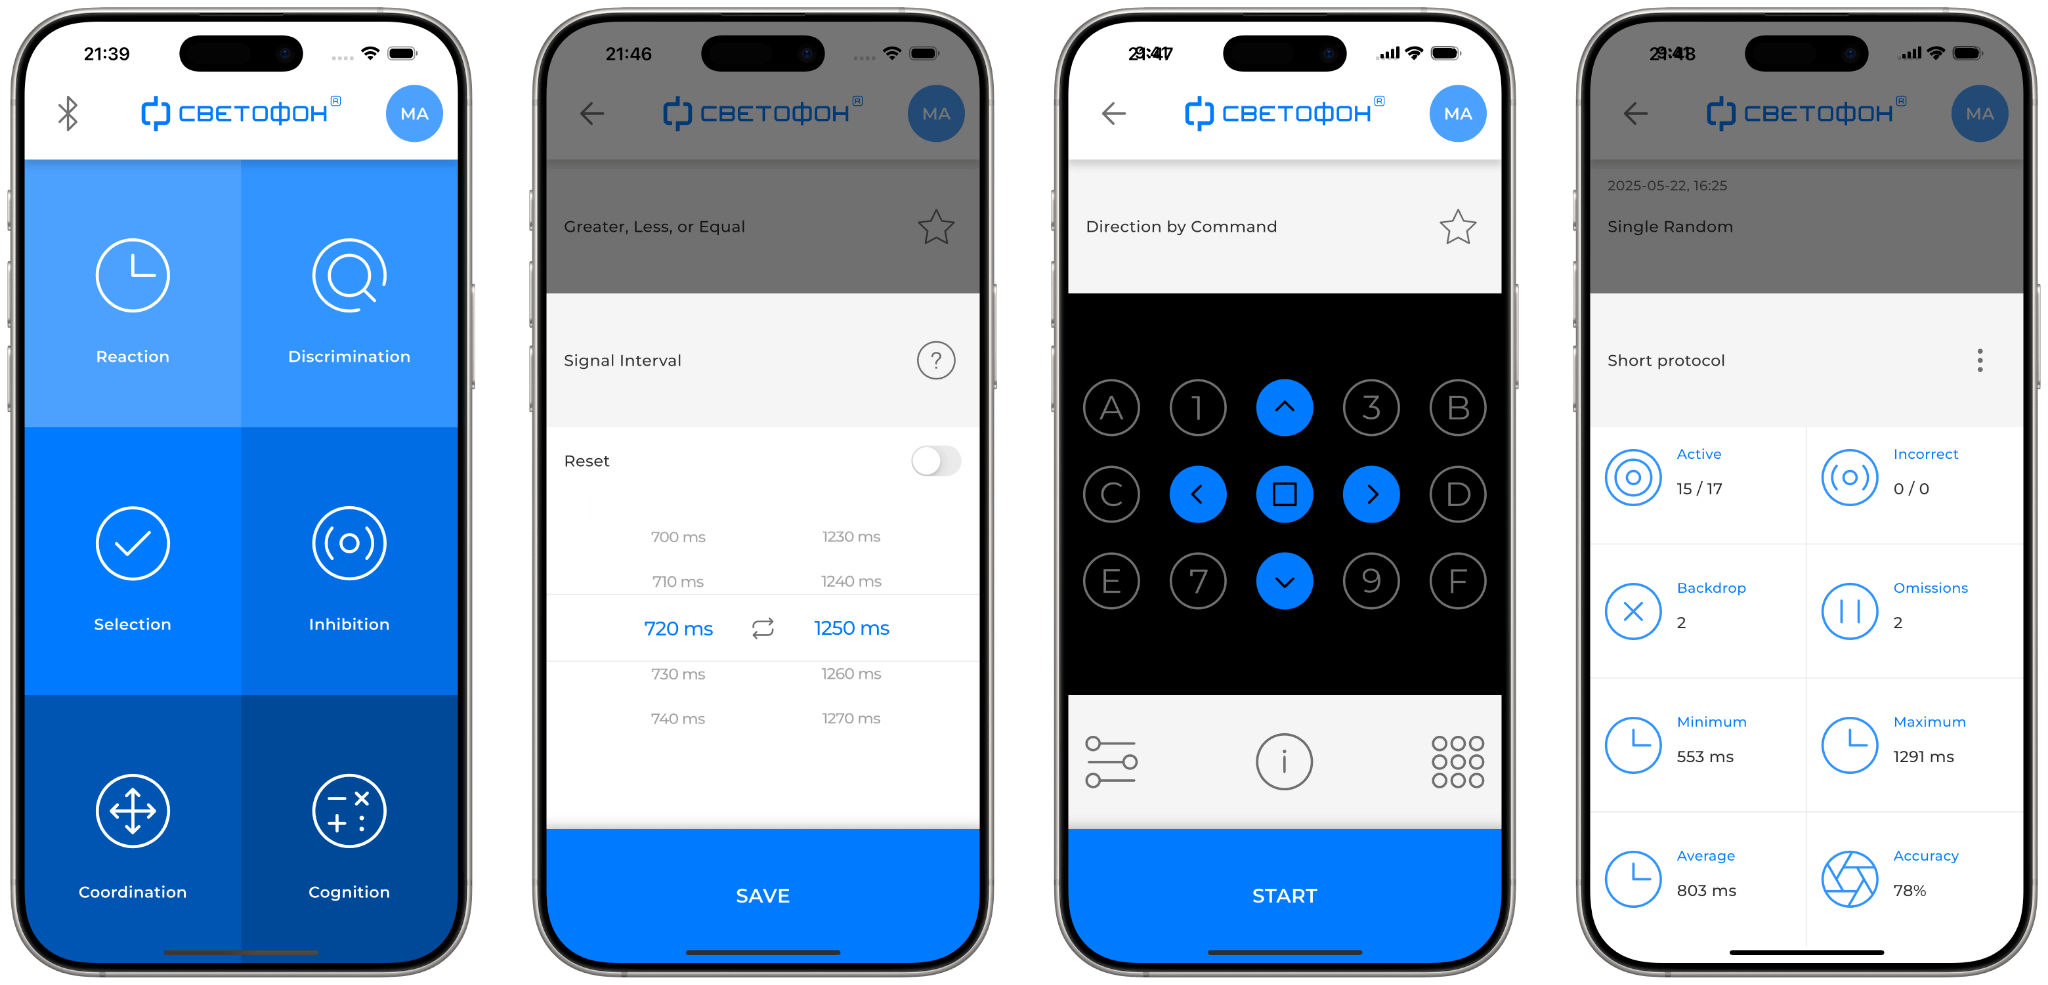 21:39
СВЕТОФОН®
MA
Reaction
Discrimination
Selection
Inhibition
Coordination
Cognition
21:46
СВЕТОФОН®
MA
Greater, Less, or Equal
Signal Interval
?
Reset
700 ms 1230 ms
710 ms 1240 ms
720 ms 1250 ms
730 ms 1260 ms
740 ms 1270 ms
SAVE
СВЕТОФОН®
MA
Direction by Command
A 1 3 B
C D
E 7 9 F
i
START
СВЕТОФОН®
MA
2025-05-22, 16:25
Single Random
Short protocol
Active
15 / 17
Incorrect
0 / 0
Backdrop
2
Omissions
2
Minimum
553 ms
Maximum
1291 ms
Average
803 ms
Accuracy
78%